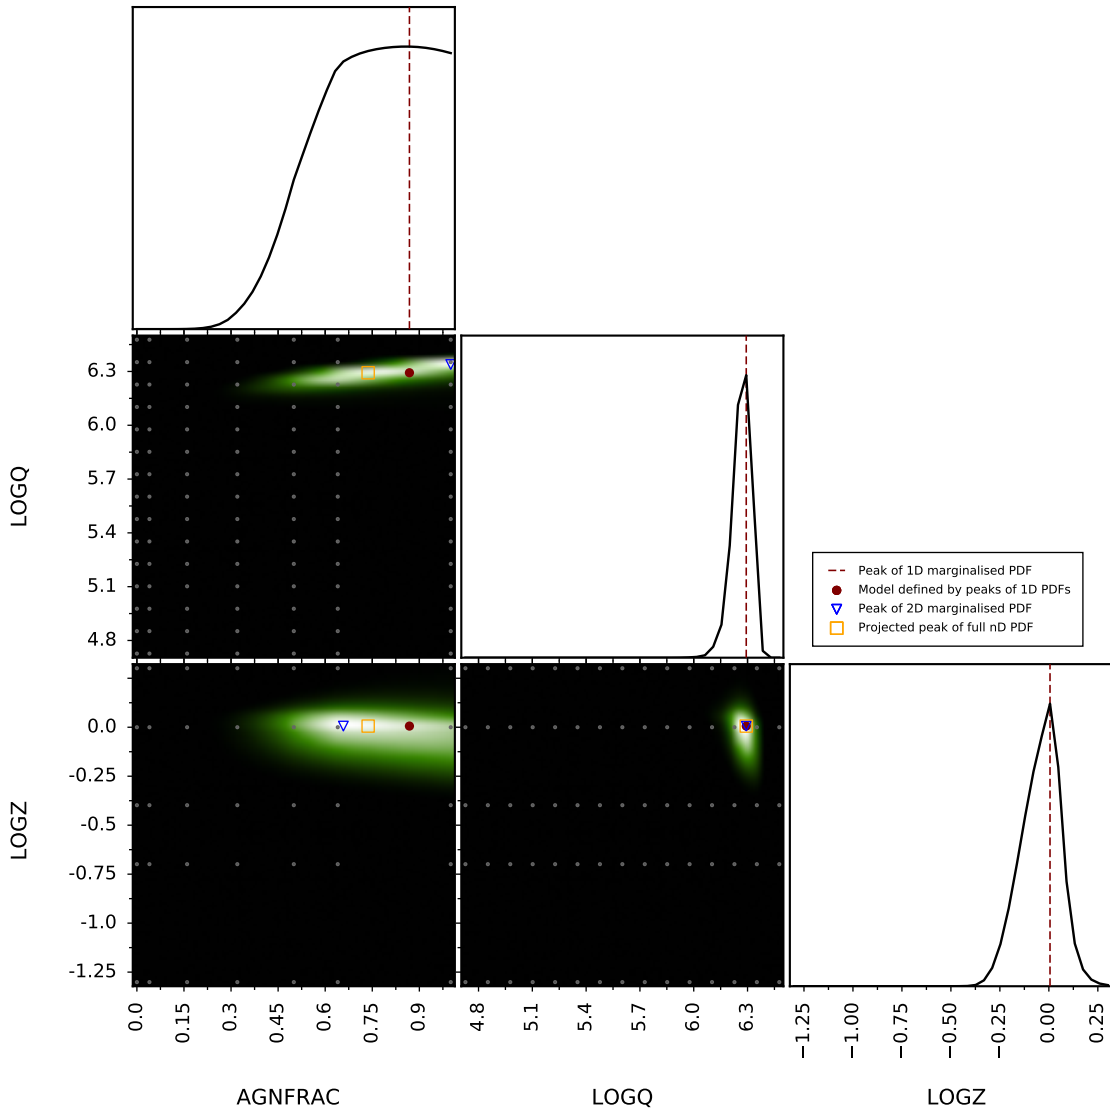 6.3
6.0
5.7
5.4
5.1
4.8
LOGQ
Peak of 1D marginalised PDF
Model defined by peaks of 1D PDFs
Peak of 2D marginalised PDF
Projected peak of full nD PDF
0.0
-0.25
-0.5
-0.75
-1.0
-1.25
LOGZ
0.0 0.15 0.3 0.45 0.6 0.75 0.9
4.8 5.1 5.4 5.7 6.0 6.3
−1.25 −1.00 −0.75 −0.50 −0.25 0.00 0.25
AGNFRAC
LOGQ
LOGZ